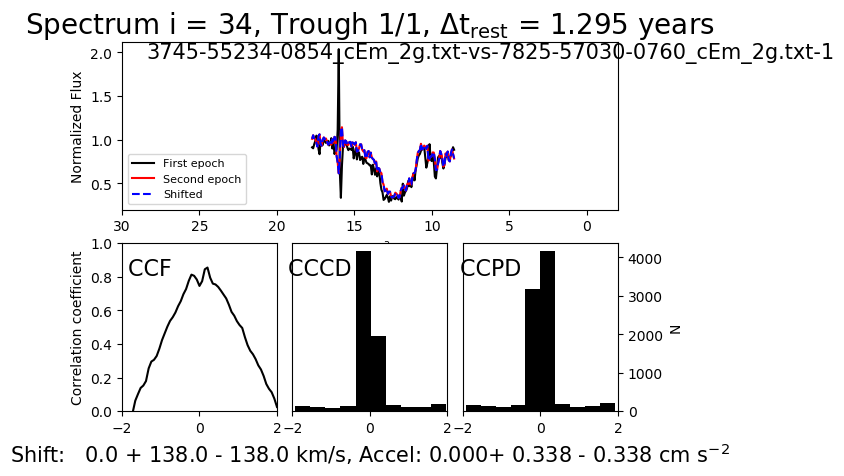 Spectrum i = 34, Trough 1/1, Δt_rest = 1.295 years
3745-55234-0854_cEm_2g.txt-vs-7825-57030-0760_cEm_2g.txt-1
Normalized Flux
2.0
1.5
1.0
0.5
First epoch
Second epoch
Shifted
30 25 20 15 10 5 0
Correlation coefficient
1.0
0.8
0.6
0.4
0.2
0.0
CCF
CCCD
CCPD
4000
3000
2000
1000
0
N
−2 0 2
−2 0 2
−2 0 2
Shift: 0.0 + 138.0 - 138.0 km/s, Accel: 0.000+ 0.338 - 0.338 cm s⁻²